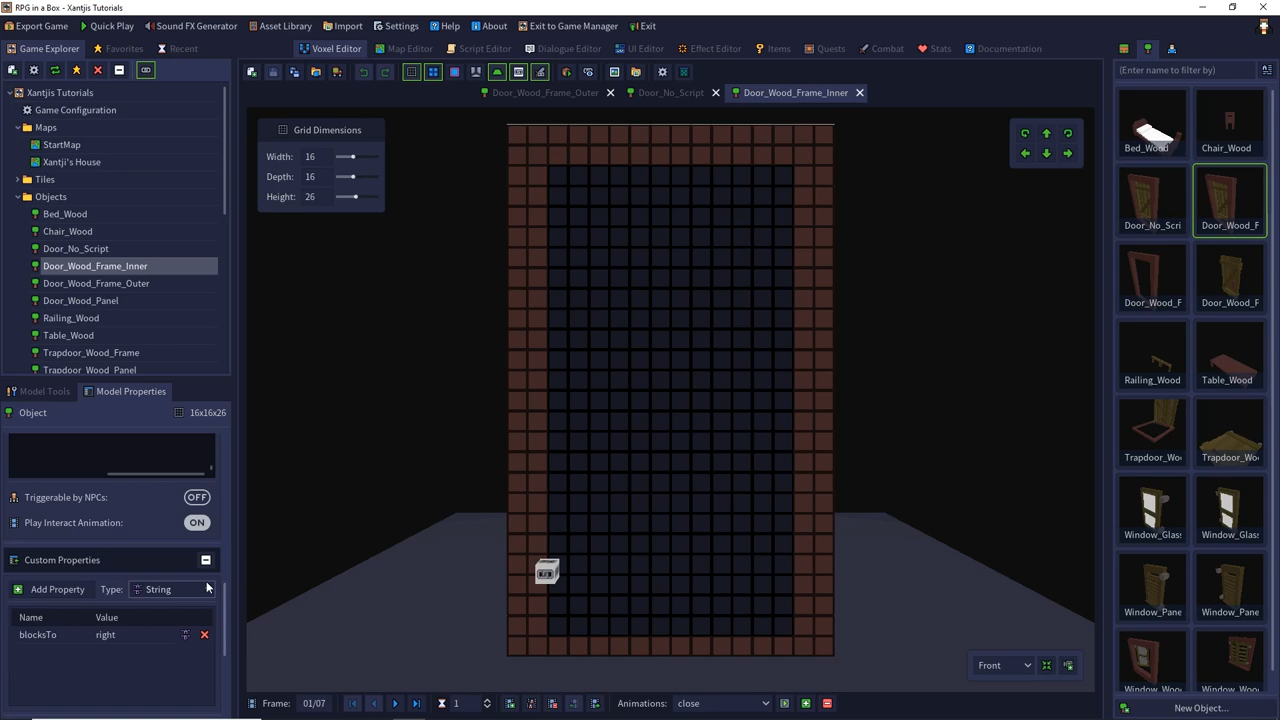 RPG in a Box - Xantjis Tutorials
Export Game
Quick Play
Sound FX Generator
Asset Library
Import
Settings
Help
About
Exit to Game Manager
Exit
Game Explorer
Favorites
Recent
Voxel Editor
Map Editor
Script Editor
Dialogue Editor
UI Editor
Effect Editor
Items
Quests
Combat
Stats
Documentation
(Enter name to filter by)
Door_Wood_Frame_Outer
Door_No_Script
Door_Wood_Frame_Inner
Xantjis Tutorials
Game Configuration
Maps
StartMap
Xantji's House
Tiles
Objects
Bed_Wood
Chair_Wood
Door_No_Script
Door_Wood_Frame_Inner
Door_Wood_Frame_Outer
Door_Wood_Panel
Railing_Wood
Table_Wood
Trapdoor_Wood_Frame
Trapdoor_Wood_Panel
Grid Dimensions
Width: 16
Depth: 16
Height: 26
Model Tools
Model Properties
Object
16x16x26
Triggerable by NPCs: OFF
Play Interact Animation: ON
Custom Properties
Add Property
Type: String
Name
Value
blocksTo
right
Front
Frame: 01/07
1
Animations: close
Bed_Wood
Chair_Wood
Door_No_Scri
Door_Wood_F
Door_Wood_F
Door_Wood_F
Railing_Wood
Table_Wood
Trapdoor_Wo
Trapdoor_Wo
Window_Glas
Window_Glas
Window_Pane
Window_Pane
Window_Woo
Window_Woo
New Object...